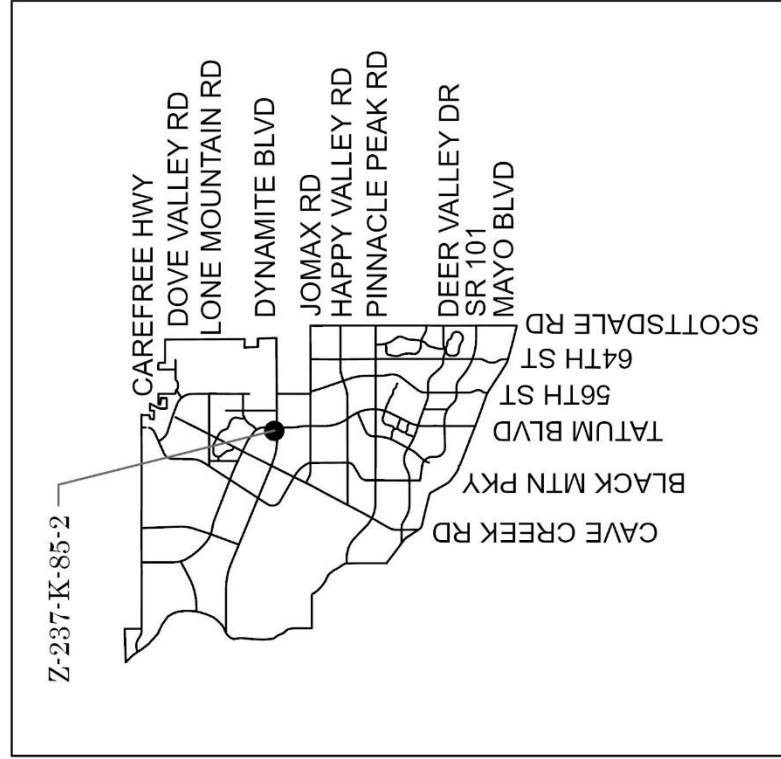 Z-237-K-85-2
CAREFREE HWY
DOVE VALLEY RD
LONE MOUNTAIN RD
DYNAMITE BLVD
JOMAX RD
HAPPY VALLEY RD
PINNACLE PEAK RD
DEER VALLEY DR
SR 101
MAYO BLVD
SCOTTSDALE RD
64TH ST
56TH ST
TATUM BLVD
BLACK MTN PKY
CAVE CREEK RD